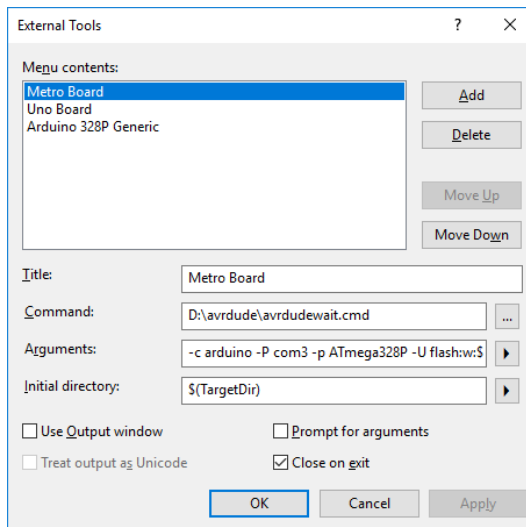 External Tools
?
Menu contents:
Metro Board
Uno Board
Arduino 328P Generic
Add
Delete
Move Up
Move Down
Title:
Metro Board
Command:
D:\avrdude\avrdudewait.cmd
...
Arguments:
-c arduino -P com3 -p ATmega328P -U flash:w:$
Initial directory:
$(TargetDir)
Use Output window
Prompt for arguments
Treat output as Unicode
Close on exit
OK
Cancel
Apply